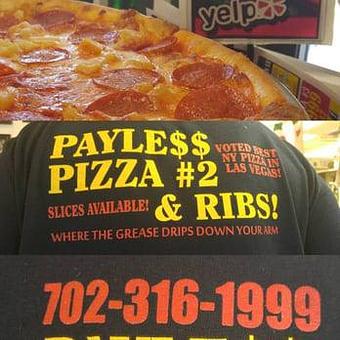 yelp
PAYLE$$
PIZZA #2
VOTED BEST
NY PIZZA IN
LAS VEGAS!
SLICES AVAILABLE!
& RIBS!
WHERE THE GREASE DRIPS DOWN YOUR ARM
702-316-1999